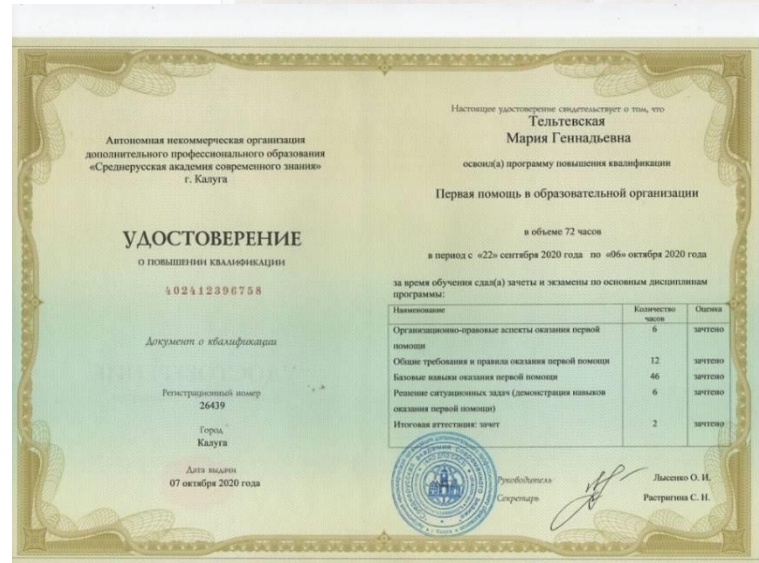 Автономная некоммерческая организация
дополнительного профессионального образования
«Среднерусская академия современного знания»
г. Калуга
УДОСТОВЕРЕНИЕ
О ПОВЫШЕНИИ КВАЛИФИКАЦИИ
402412396758
Документ о квалификации
Регистрационный номер
26439
Город
Калуга
Дата выдачи
07 октября 2020 года
Настоящее удостоверение свидетельствует о том, что
Тельтевская
Мария Геннадьевна
освоил(а) программу повышения квалификации
Первая помощь в образовательной организации
в объеме 72 часов
в период с «22» сентября 2020 года по «06» октября 2020 года
за время обучения сдал(а) зачеты и экзамены по основным дисциплинам
программы:
Наименование Количество часов Оценка
Организационно-правовые аспекты оказания первой помощи 6 зачтено
Общие требования и правила оказания первой помощи 12 зачтено
Базовые навыки оказания первой помощи 46 зачтено
Решение ситуационных задач (демонстрация навыков оказания первой помощи) 6 зачтено
Итоговая аттестация: зачет 2 зачтено
Руководитель Лысенко О. И.
Секретарь Растригина С. Н.